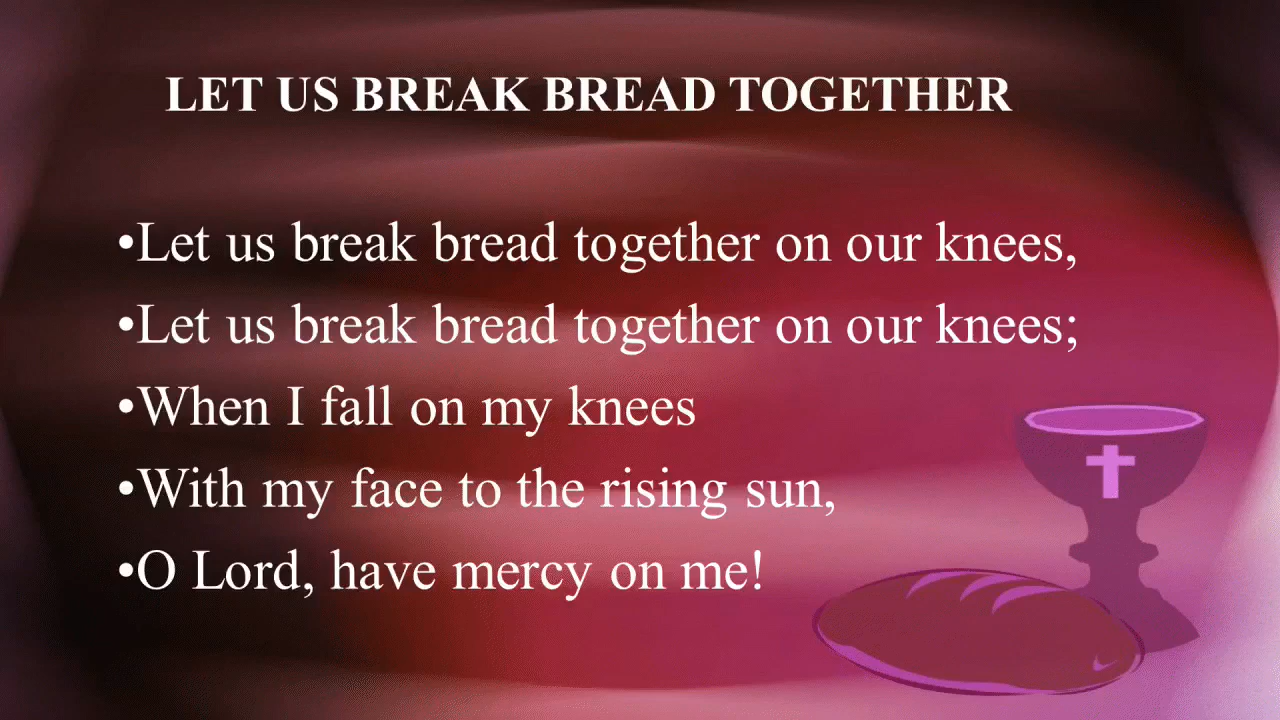 LET US BREAK BREAD TOGETHER
•Let us break bread together on our knees,
•Let us break bread together on our knees;
•When I fall on my knees
•With my face to the rising sun,
•O Lord, have mercy on me!